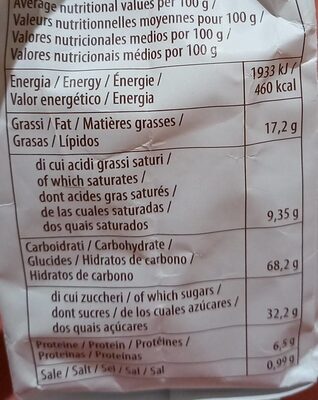 Average nutritional values per 100 g /
Valeurs nutritionnelles moyennes pour 100 g /
Valores nutricionales medios por 100 g /
Valores nutricionais médios por 100 g
Energia / Energy / Énergie /
Valor energético / Energia
1933 kJ /
460 kcal
Grassi / Fat / Matières grasses /
Grasas / Lípidos
17,2 g
di cui acidi grassi saturi /
of which saturates /
dont acides gras saturés /
de las cuales saturadas /
dos quais saturados
9,35 g
Carboidrati / Carbohydrate /
Glucides / Hidratos de carbono /
Hidratos de carbono
68,2 g
di cui zuccheri / of which sugars /
dont sucres / de los cuales azúcares /
dos quais açúcares
32,2 g
Proteine / Protein / Protéines /
Proteínas / Proteínas
6,5 g
Sale / Salt / Sel / Sal / Sal
0,99 g